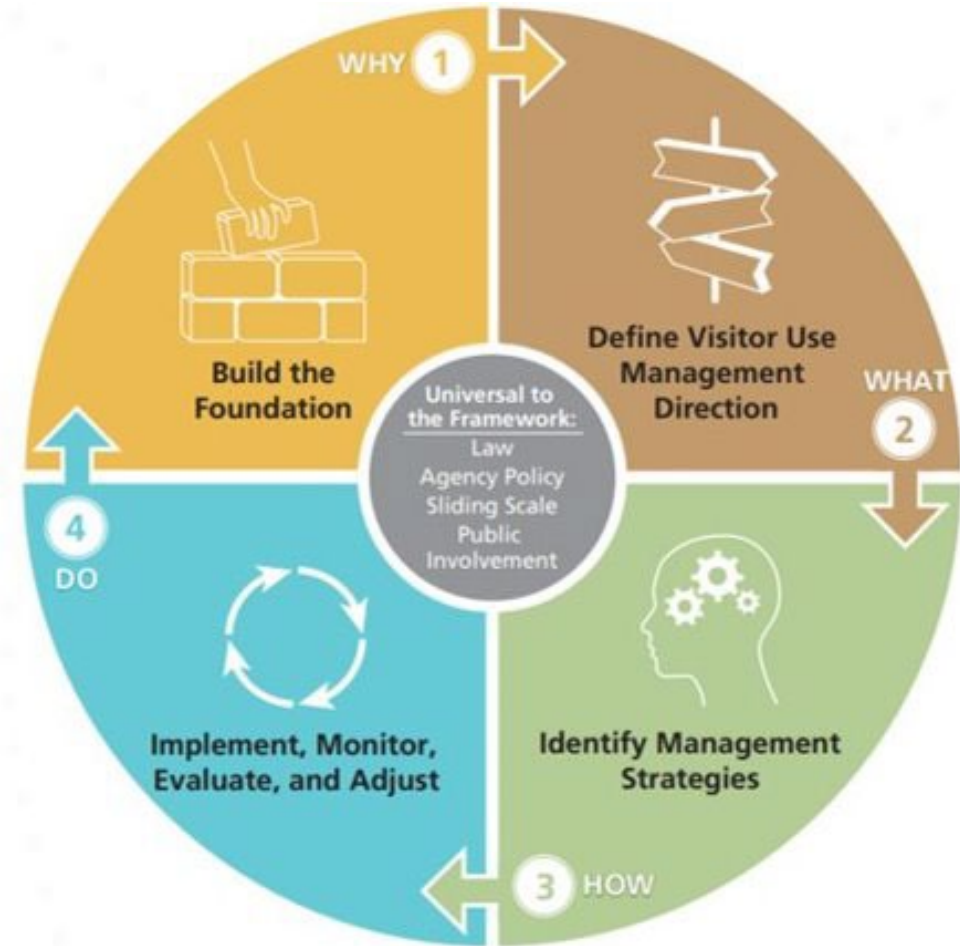 WHY 1
Build the
Foundation
Define Visitor Use
Management
Direction
WHAT
2
Universal to
the Framework:
Law
Agency Policy
Sliding Scale
Public
Involvement
Identify Management
Strategies
3 HOW
Implement, Monitor,
Evaluate, and Adjust
4
DO